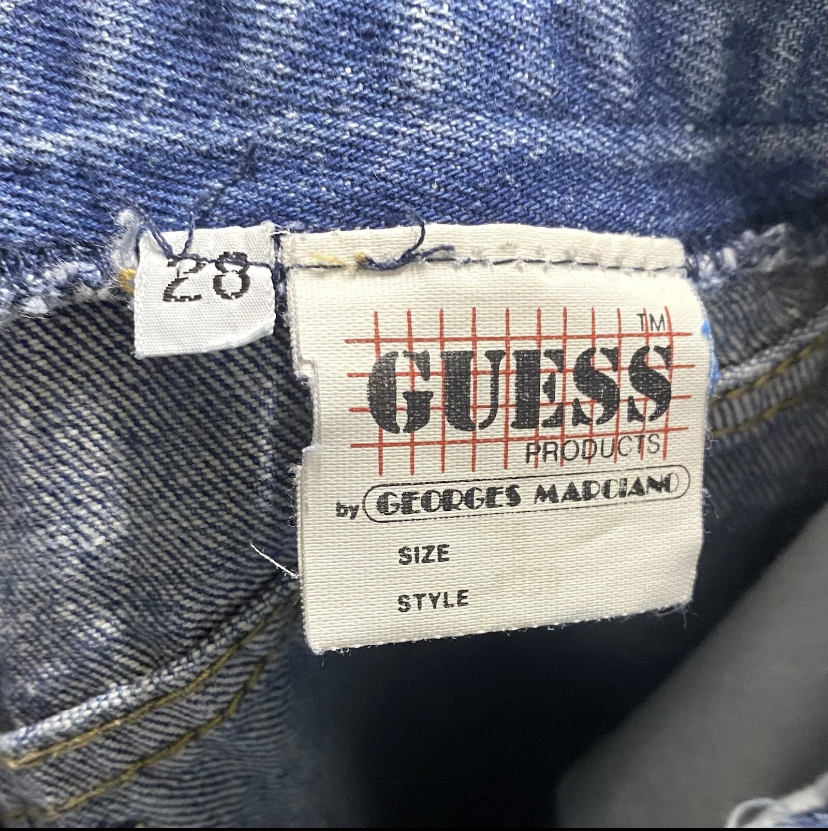 28
TM
GUESS
PRODUCTS
by GEORGES MARCIANO
SIZE
STYLE